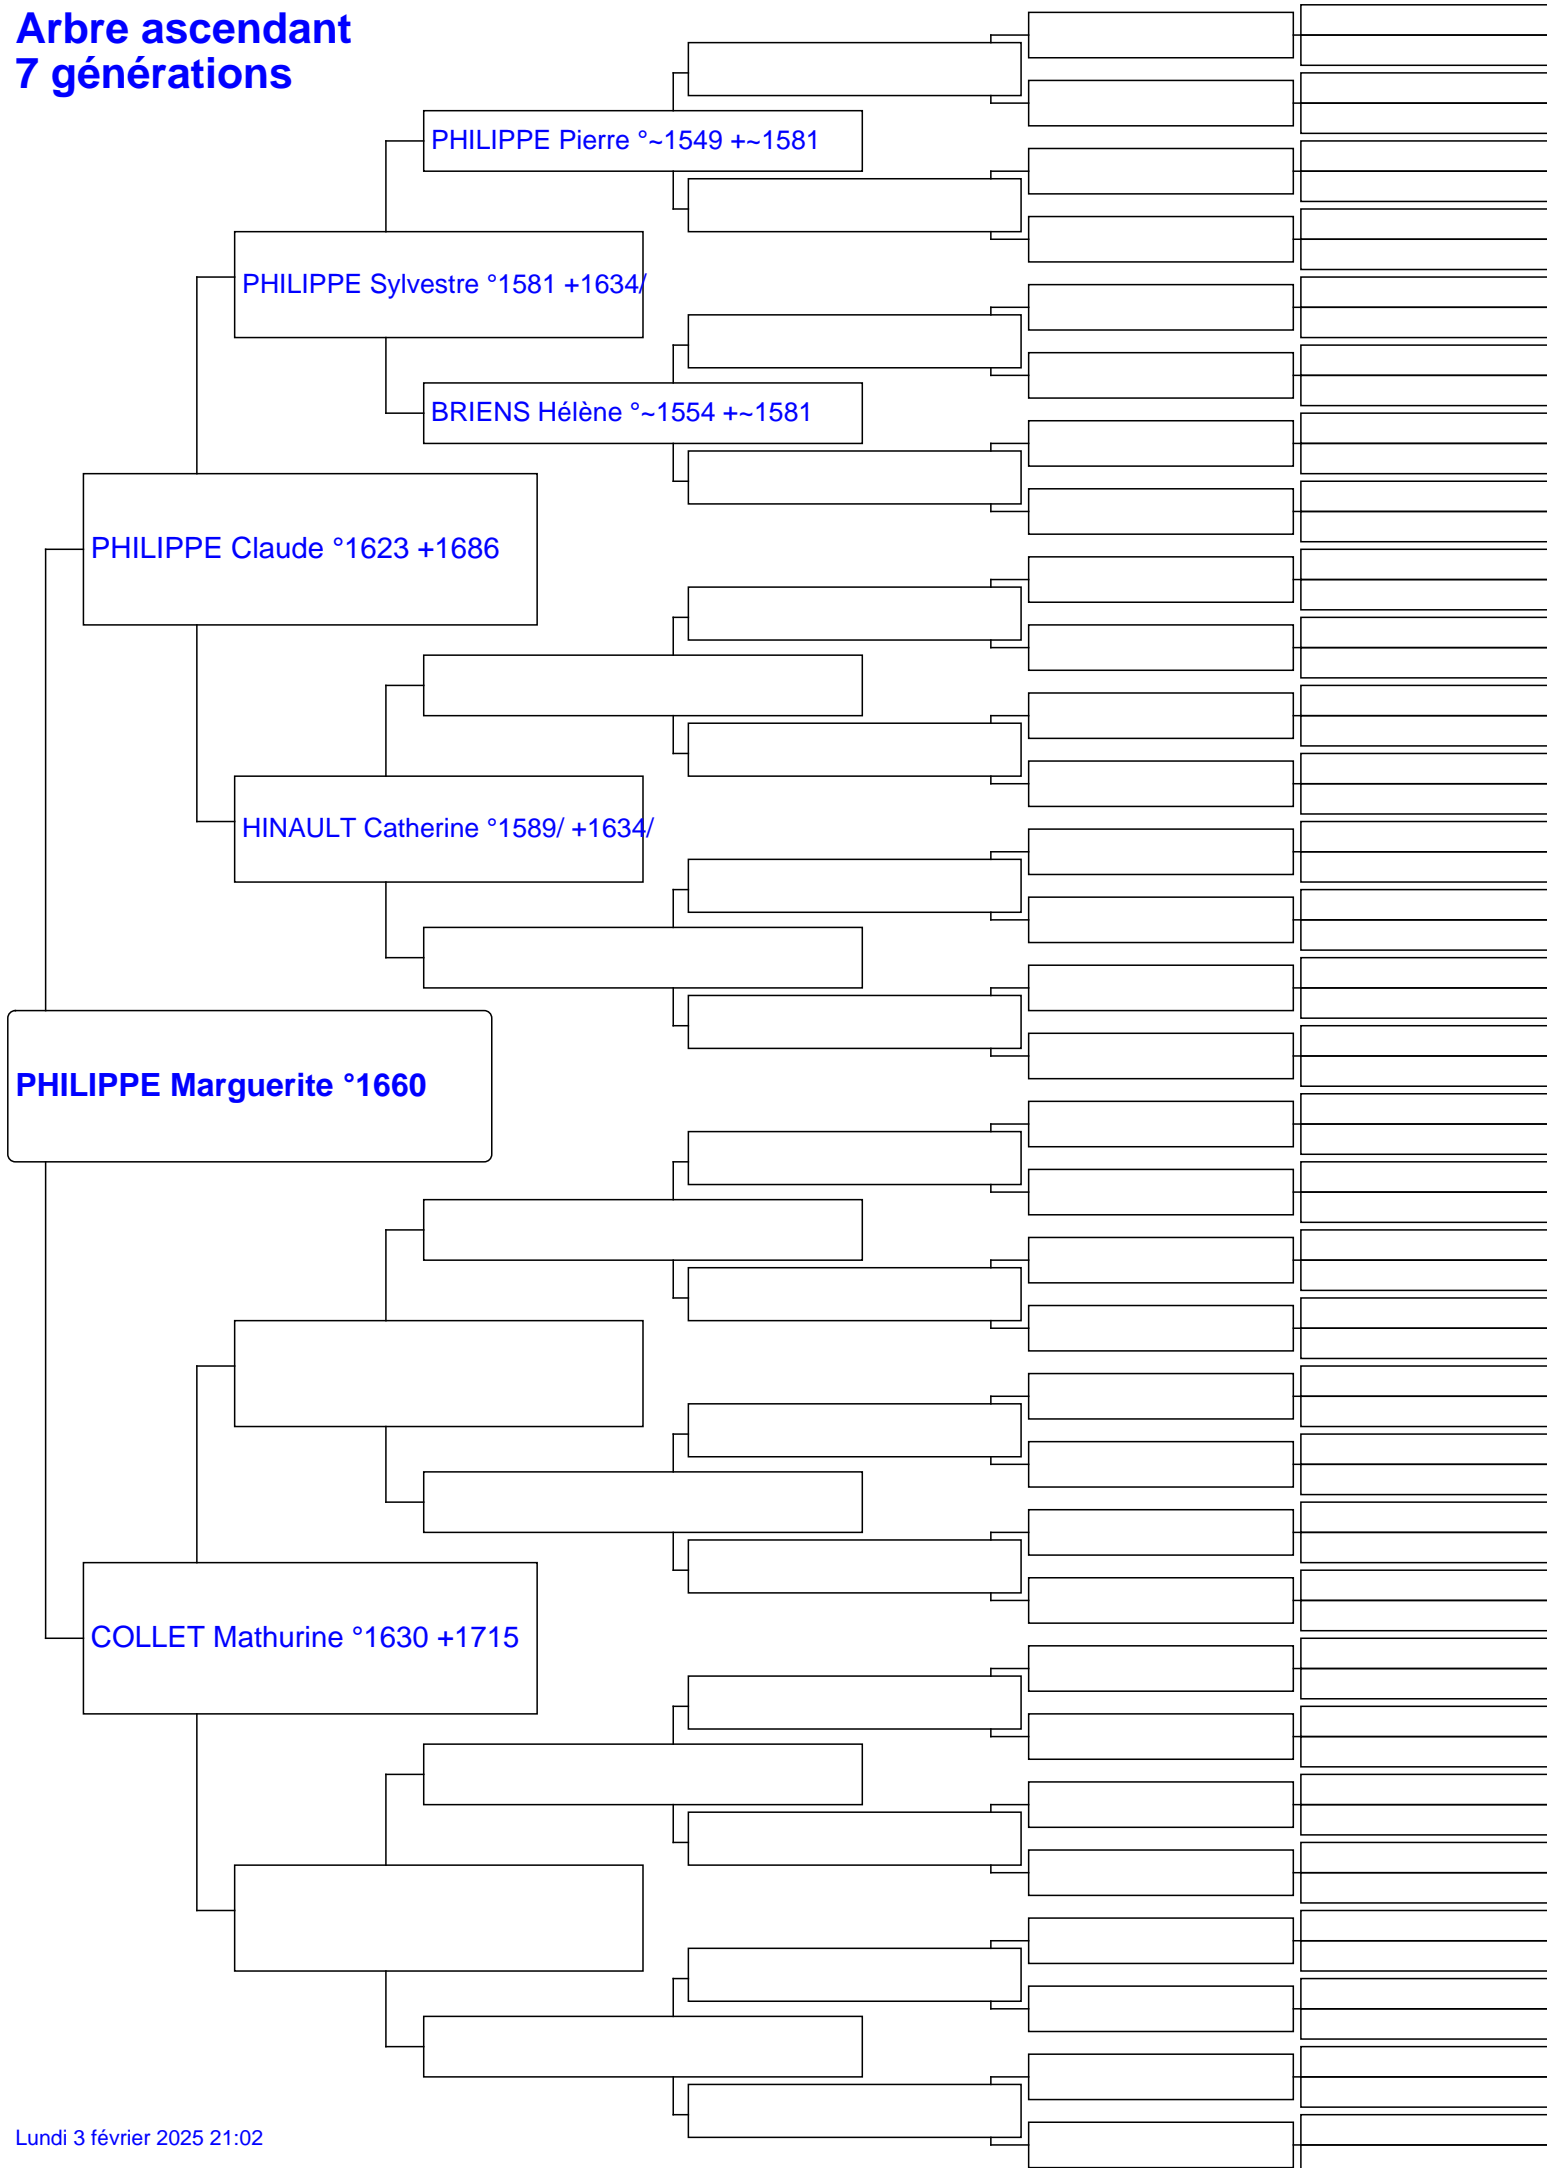 Arbre ascendant
7 générations
PHILIPPE Pierre °~1549 +~1581
PHILIPPE Sylvestre °1581 +1634/
BRIENS Hélène °~1554 +~1581
PHILIPPE Claude °1623 +1686
HINAULT Catherine °1589/ +1634/
PHILIPPE Marguerite °1660
COLLET Mathurine °1630 +1715
Lundi 3 février 2025 21:02